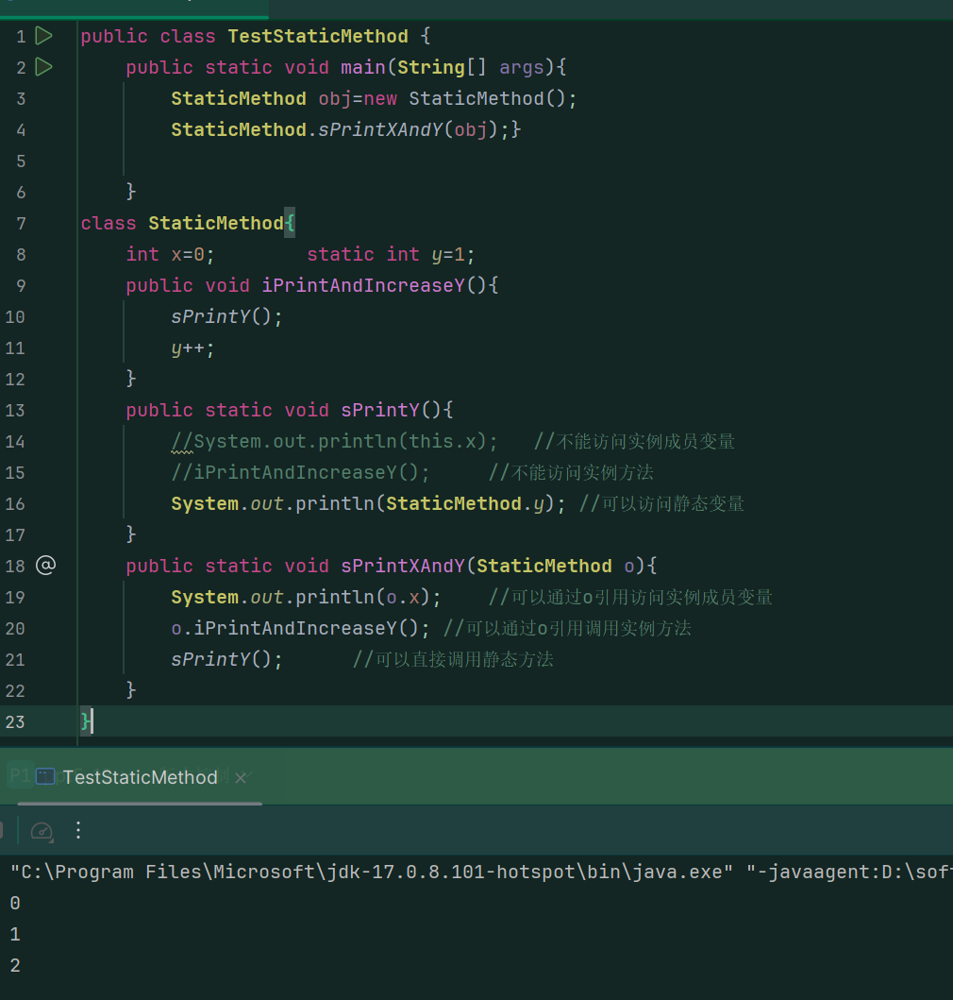 1 public class TestStaticMethod {
2     public static void main(String[] args){
3         StaticMethod obj=new StaticMethod();
4         StaticMethod.sPrintXAndY(obj);}
5
6     }
7 class StaticMethod{
8     int x=0;        static int y=1;
9     public void iPrintAndIncreaseY(){
10         sPrintY();
11         y++;
12     }
13     public static void sPrintY(){
14         //System.out.println(this.x);   //不能访问实例成员变量
15         //iPrintAndIncreaseY();     //不能访问实例方法
16         System.out.println(StaticMethod.y); //可以访问静态变量
17     }
18 @     public static void sPrintXAndY(StaticMethod o){
19         System.out.println(o.x);    //可以通过o引用访问实例成员变量
20         o.iPrintAndIncreaseY(); //可以通过o引用调用实例方法
21         sPrintY();      //可以直接调用静态方法
22     }
23 }
TestStaticMethod ×
"C:\Program Files\Microsoft\jdk-17.0.8.101-hotspot\bin\java.exe" "-javaagent:D:\sof
0
1
2